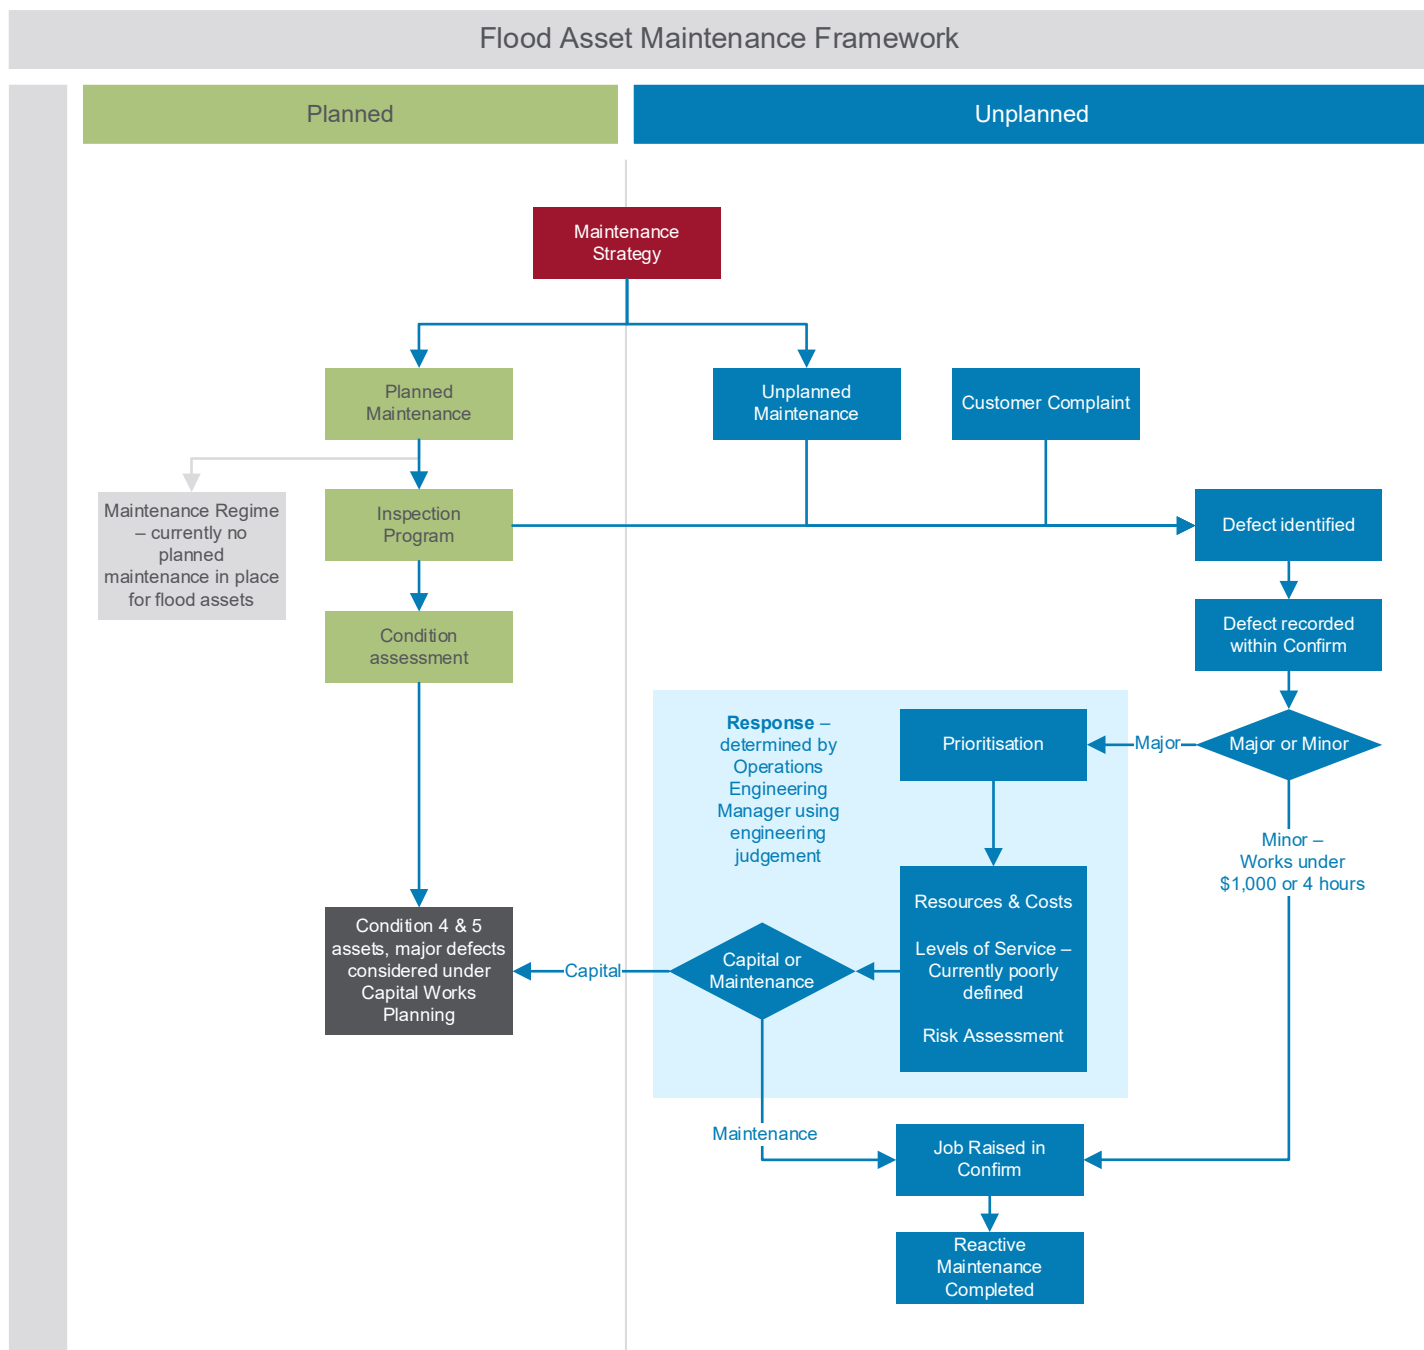 Flood Asset Maintenance Framework
Planned
Unplanned
Maintenance
Strategy
Planned
Maintenance
Unplanned
Maintenance
Customer Complaint
Maintenance Regime
– currently no
planned
maintenance in place
for flood assets
Inspection
Program
Defect identified
Condition
assessment
Defect recorded
within Confirm
Response –
determined by
Operations
Engineering
Manager using
engineering
judgement
Prioritisation
Major
Major or Minor
Minor –
Works under
$1,000 or 4 hours
Resources & Costs
Levels of Service –
Currently poorly
defined
Risk Assessment
Condition 4 & 5
assets, major defects
considered under
Capital Works
Planning
Capital
Capital or
Maintenance
Maintenance
Job Raised in
Confirm
Reactive
Maintenance
Completed